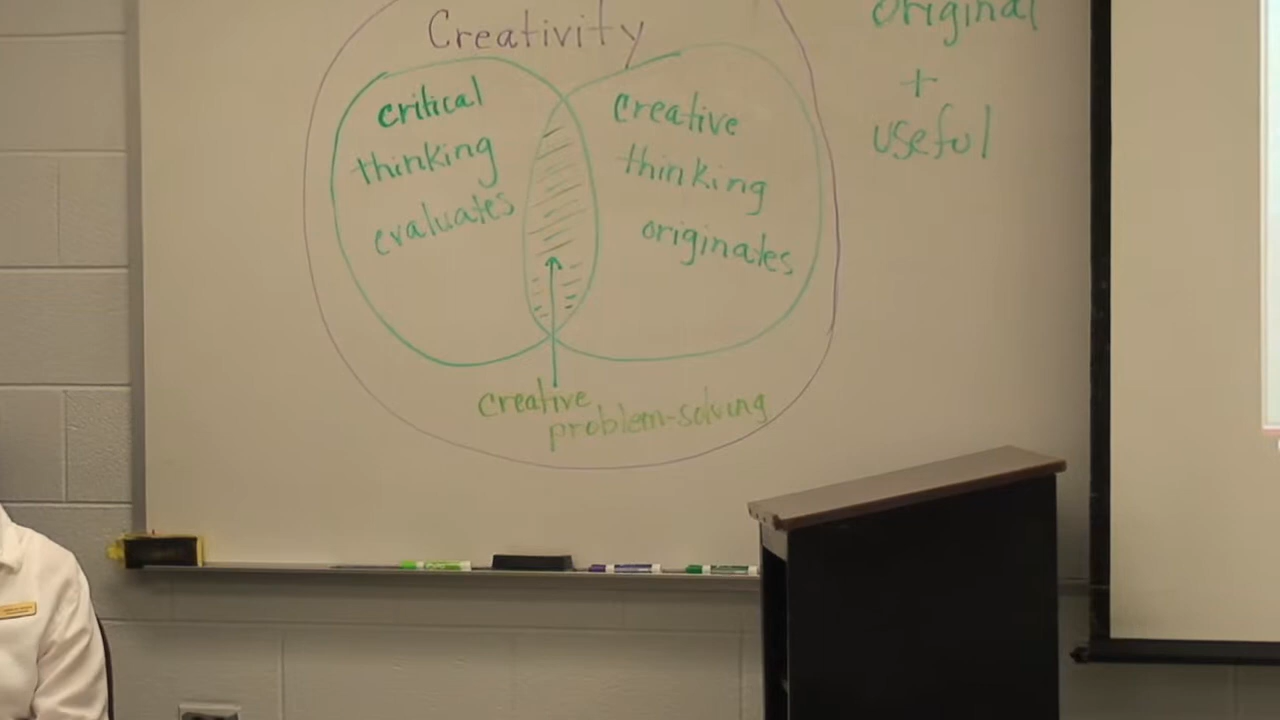 Creativity
critical
thinking
evaluates
creative
thinking
originates
creative
problem-solving
original
+
useful